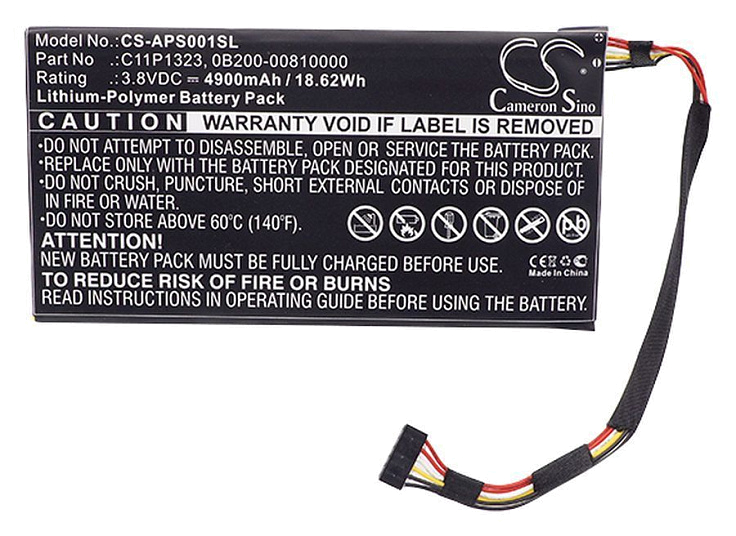 Model No.:CS-APS001SL
Part No :C11P1323, 0B200-00810000
Rating :3.8VDC ⎓ 4900mAh / 18.62Wh
Lithium-Polymer Battery Pack
CS
Cameron Sino
CAUTION WARRANTY VOID IF LABEL IS REMOVED
•DO NOT ATTEMPT TO DISASSEMBLE, OPEN OR SERVICE THE BATTERY PACK.
•REPLACE ONLY WITH THE BATTERY PACK DESIGNATED FOR THIS PRODUCT.
•DO NOT CRUSH, PUNCTURE, SHORT EXTERNAL CONTACTS OR DISPOSE OF
IN FIRE OR WATER.
•DO NOT STORE ABOVE 60°C (140°F).
Pb
ATTENTION!
NEW BATTERY PACK MUST BE FULLY CHARGED BEFORE USE.
TO REDUCE RISK OF FIRE OR BURNS
READ INSTRUCTIONS IN OPERATING GUIDE BEFORE USING THE BATTERY.
CE
Made In China